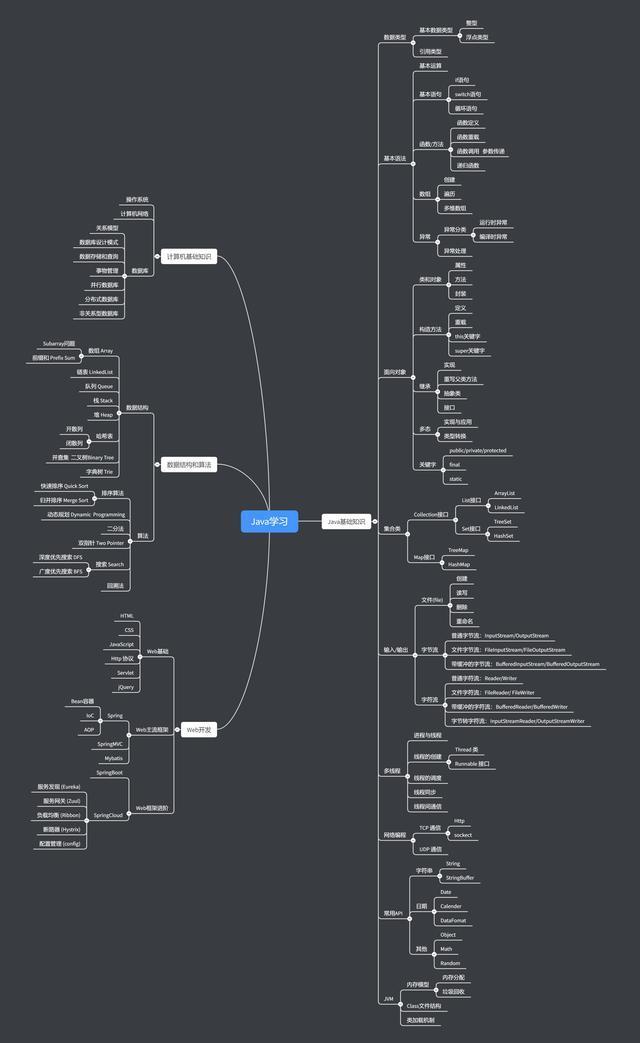 Java学习
Java基础知识
数据类型
基本数据类型
整型
浮点类型
引用类型
基本语法
基本运算
基本语句
if语句
switch语句
循环语句
函数/方法
函数定义
函数重载
函数调用 参数传递
递归函数
数组
创建
遍历
多维数组
异常
异常分类
运行时异常
编译时异常
异常处理
面向对象
类和对象
属性
方法
封装
构造方法
定义
重载
this关键字
super关键字
继承
实现
重写父类方法
抽象类
接口
多态
实现与应用
类型转换
关键字
public/private/protected
final
static
集合类
Collection接口
List接口
ArrayList
LinkedList
Set接口
TreeSet
HashSet
Map接口
TreeMap
HashMap
输入/输出
文件(file)
创建
读写
删除
重命名
字节流
普通字节流：InputStream/OutputStream
文件字节流：FileInputStream/FileOutputStream
带缓冲的字节流：BufferedInputStream/BufferedOutputStream
字符流
普通字符流：Reader/Writer
文件字符流：FileReader/ FileWriter
带缓冲的字符流：BufferedReader/BufferedWriter
字节转字符流：InputStreamReader/OutputStreamWriter
多线程
进程与线程
线程的创建
Thread 类
Runnable 接口
线程的调度
线程同步
线程间通信
网络编程
TCP 通信
Http
sockect
UDP 通信
常用API
字符串
String
StringBuffer
日期
Date
Calender
DataFomat
其他
Object
Math
Random
JVM
内存模型
内存分配
垃圾回收
Class文件结构
类加载机制
计算机基础知识
操作系统
计算机网络
数据库
关系模型
数据库设计模式
数据存储和查询
事物管理
并行数据库
分布式数据库
非关系型数据库
数据结构和算法
数据结构
数组 Array
Subarray问题
前缀和 Prefix Sum
链表 LinkedList
队列 Queue
栈 Stack
堆 Heap
哈希表
开散列
闭散列
并查集 二叉树Binary Tree
字典树 Trie
算法
排序算法
快速排序 Quick Sort
归并排序 Merge Sort
动态规划 Dynamic Programming
二分法
双指针 Two Pointer
搜索 Search
深度优先搜索 DFS
广度优先搜索 BFS
回溯法
Web开发
Web基础
HTML
CSS
JavaScript
Http 协议
Servlet
jQuery
Web主流框架
Spring
Bean容器
IoC
AOP
SpringMVC
Mybatis
Web框架进阶
SpringBoot
SpringCloud
服务发现 (Eureka)
服务网关 (Zuul)
负载均衡 (Ribbon)
断路器 (Hystrix)
配置管理 (config)